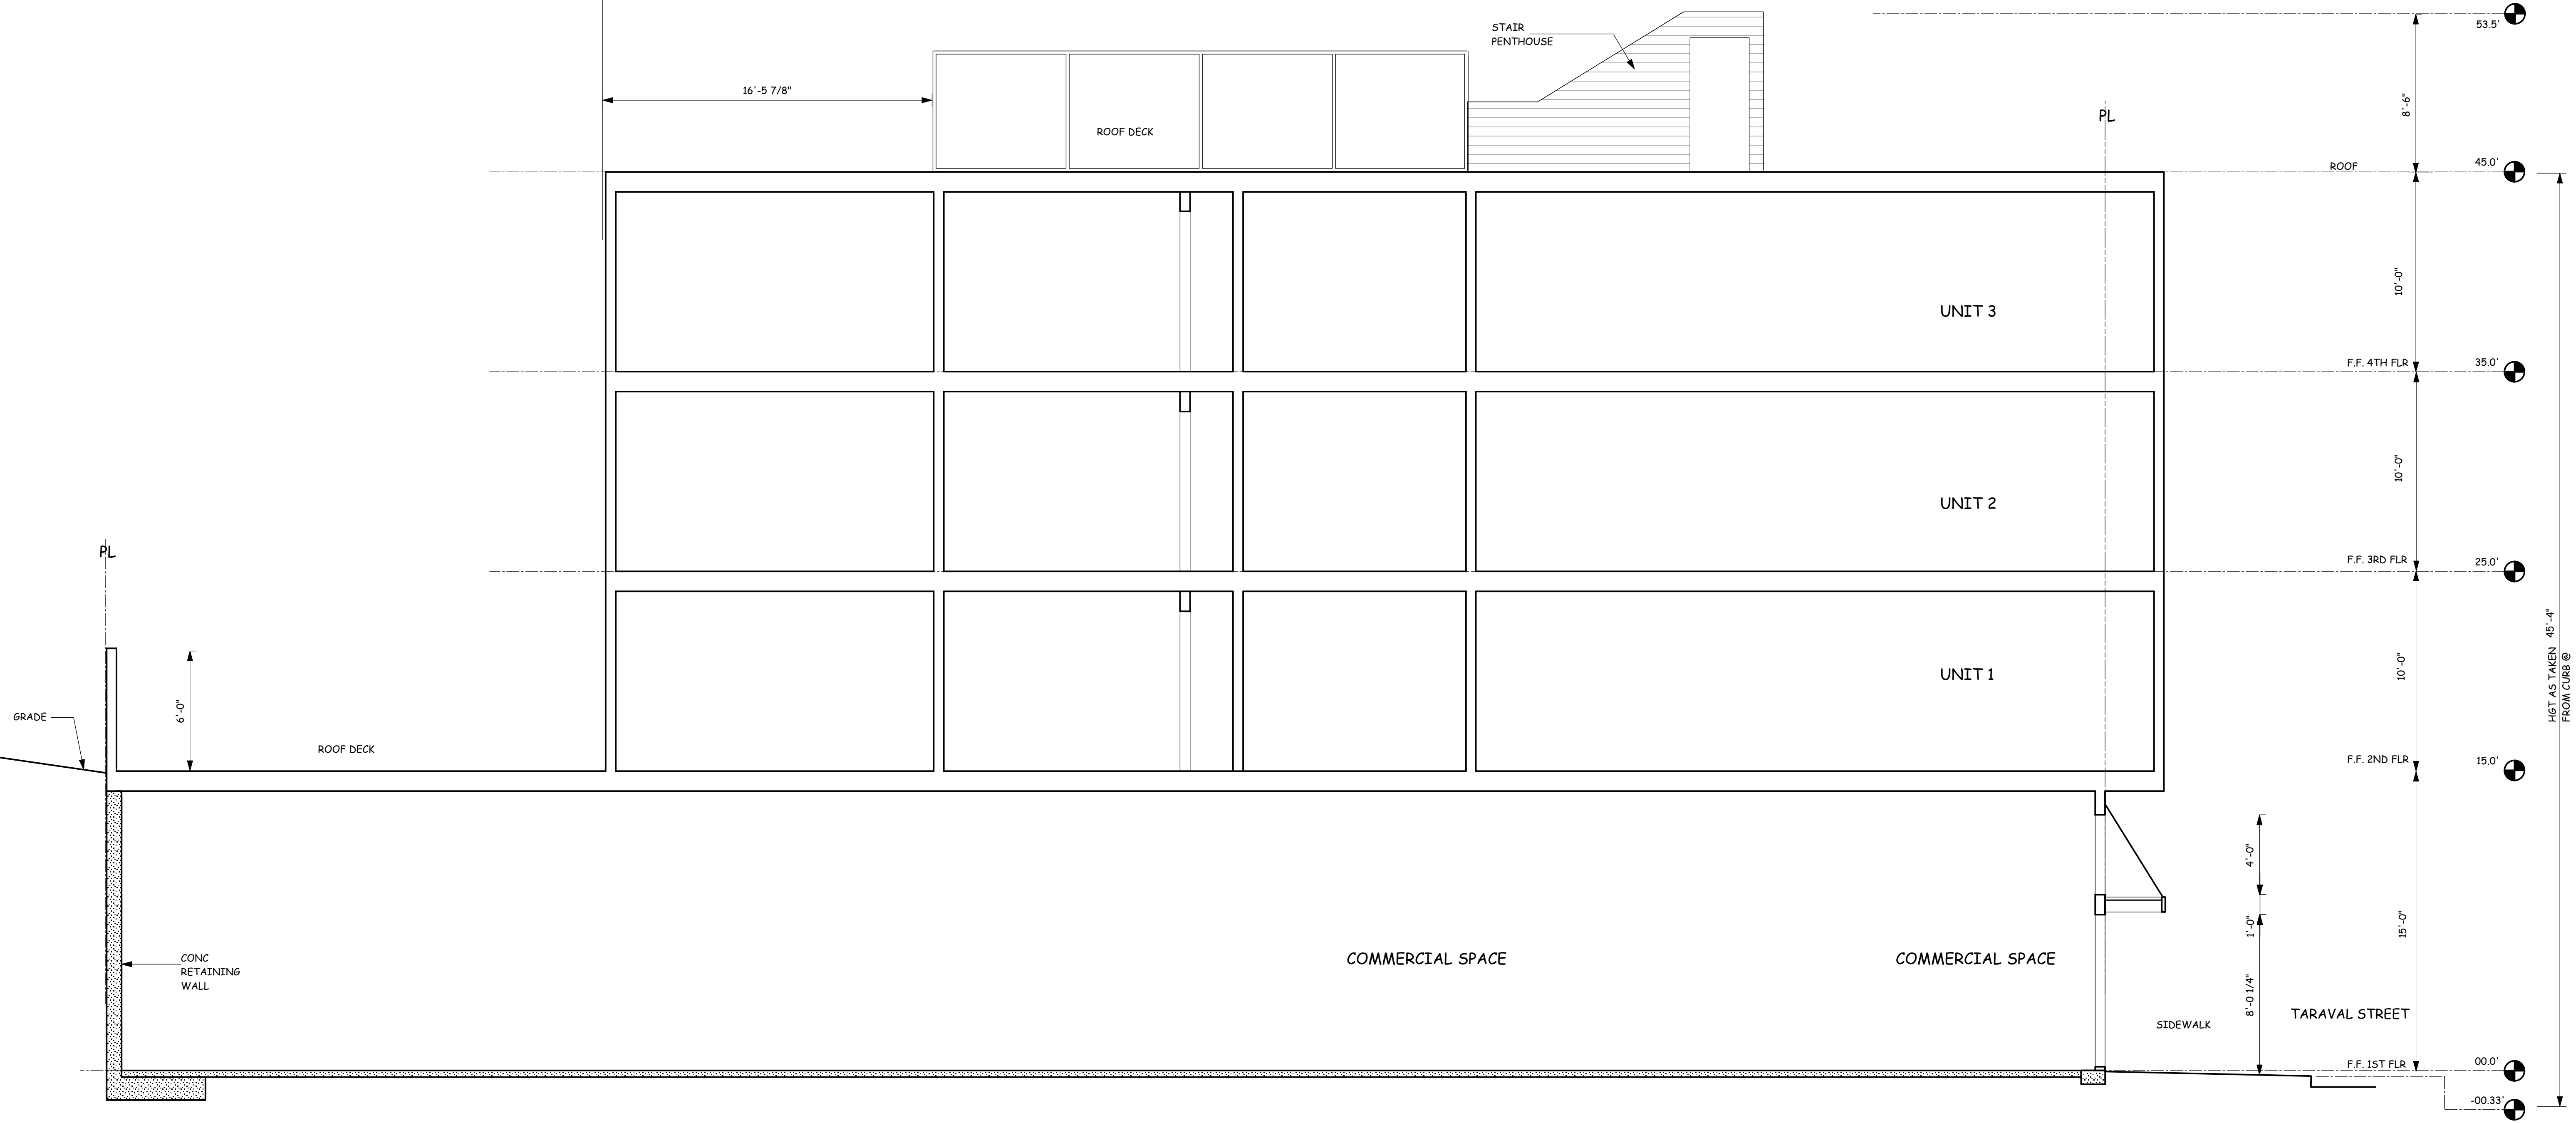 53.5'
STAIR
PENTHOUSE
16'-5 7/8"
8'-6"
PL
ROOF DECK
ROOF
45.0'
10'-0"
UNIT 3
F.F. 4TH FLR
35.0'
10'-0"
UNIT 2
PL
F.F. 3RD FLR
25.0'
10'-0"
UNIT 1
HGT AS TAKEN 45'-4"
FROM CURB @
6'-0"
GRADE
ROOF DECK
F.F. 2ND FLR
15.0'
4'-0"
1'-0"
15'-0"
CONC
RETAINING
WALL
COMMERCIAL SPACE
COMMERCIAL SPACE
8'-0 1/4"
TARAVAL STREET
SIDEWALK
F.F. 1ST FLR
00.0'
-00.33'